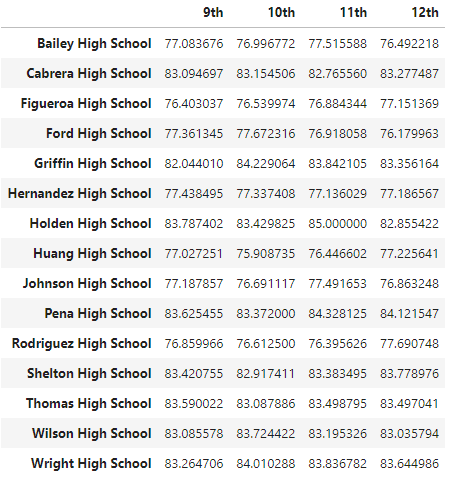 9th 10th 11th 12th
Bailey High School 77.083676 76.996772 77.515588 76.492218
Cabrera High School 83.094697 83.154506 82.765560 83.277487
Figueroa High School 76.403037 76.539974 76.884344 77.151369
Ford High School 77.361345 77.672316 76.918058 76.179963
Griffin High School 82.044010 84.229064 83.842105 83.356164
Hernandez High School 77.438495 77.337408 77.136029 77.186567
Holden High School 83.787402 83.429825 85.000000 82.855422
Huang High School 77.027251 75.908735 76.446602 77.225641
Johnson High School 77.187857 76.691117 77.491653 76.863248
Pena High School 83.625455 83.372000 84.328125 84.121547
Rodriguez High School 76.859966 76.612500 76.395626 77.690748
Shelton High School 83.420755 82.917411 83.383495 83.778976
Thomas High School 83.590022 83.087886 83.498795 83.497041
Wilson High School 83.085578 83.724422 83.195326 83.035794
Wright High School 83.264706 84.010288 83.836782 83.644986